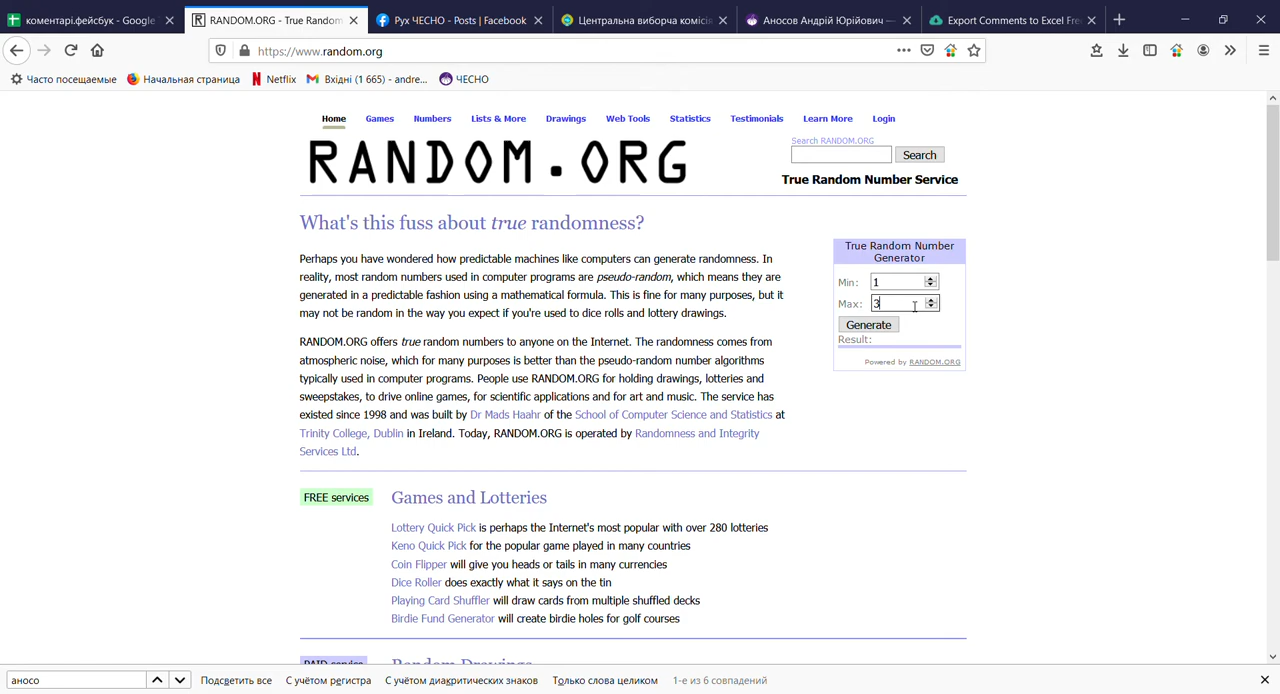 коментарі.фейсбук - Google
RANDOM.ORG - True Random
Рух ЧЕСНО - Posts | Facebook
Центральна виборча комісія
Аносов Андрій Юрійович —
Export Comments to Excel Free
https://www.random.org
Часто посещаемые
Начальная страница
Netflix
Вхідні (1 665) - andre...
ЧЕСНО
Home
Games
Numbers
Lists & More
Drawings
Web Tools
Statistics
Testimonials
Learn More
Login
RANDOM.ORG
Search RANDOM.ORG
Search
True Random Number Service
What's this fuss about true randomness?
Perhaps you have wondered how predictable machines like computers can generate randomness. In
reality, most random numbers used in computer programs are pseudo-random, which means they are
generated in a predictable fashion using a mathematical formula. This is fine for many purposes, but it
may not be random in the way you expect if you're used to dice rolls and lottery drawings.
RANDOM.ORG offers true random numbers to anyone on the Internet. The randomness comes from
atmospheric noise, which for many purposes is better than the pseudo-random number algorithms
typically used in computer programs. People use RANDOM.ORG for holding drawings, lotteries and
sweepstakes, to drive online games, for scientific applications and for art and music. The service has
existed since 1998 and was built by Dr Mads Haahr of the School of Computer Science and Statistics at
Trinity College, Dublin in Ireland. Today, RANDOM.ORG is operated by Randomness and Integrity
Services Ltd.
True Random Number
Generator
Min: 1
Max: 3
Generate
Result:
Powered by RANDOM.ORG
FREE services
Games and Lotteries
Lottery Quick Pick is perhaps the Internet's most popular with over 280 lotteries
Keno Quick Pick for the popular game played in many countries
Coin Flipper will give you heads or tails in many currencies
Dice Roller does exactly what it says on the tin
Playing Card Shuffler will draw cards from multiple shuffled decks
Birdie Fund Generator will create birdie holes for golf courses
PAID service
Random Drawings
аносо
Подсветить все
С учётом регистра
С учётом диакритических знаков
Только слова целиком
1-е из 6 совпадений